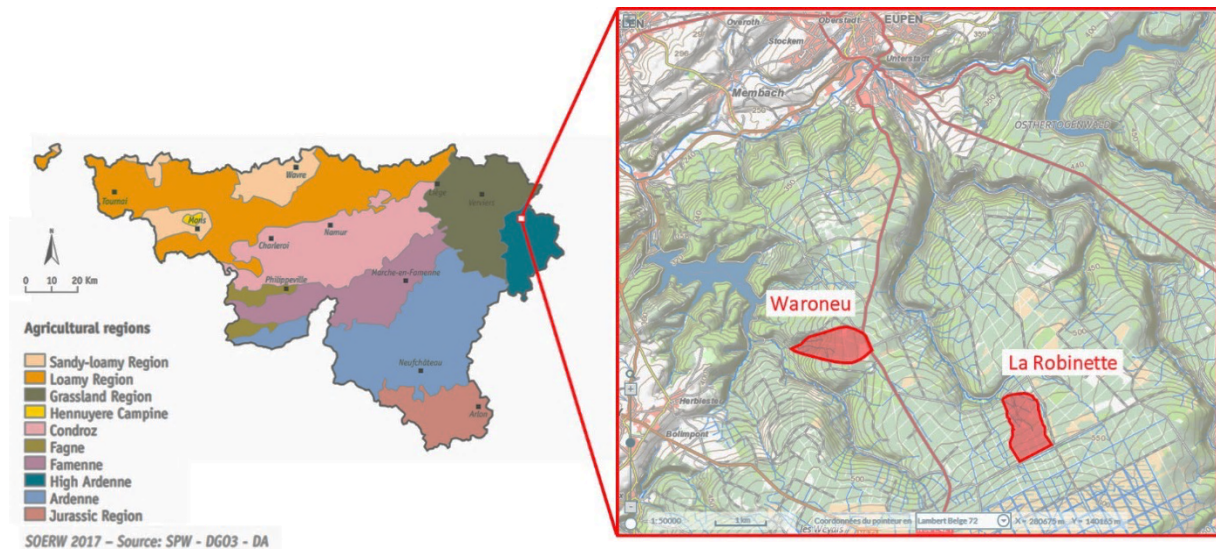 Wavre
Tournai
Mons
Liège
Verviers
Charleroi
Namur
Philippeville
Marche-en-Famenne
Neufchâteau
Arlon
0 10 20 Km
Agricultural regions
Sandy-loamy Region
Loamy Region
Grassland Region
Hennuyere Campine
Condroz
Fagne
Famenne
High Ardenne
Ardenne
Jurassic Region
SOERW 2017 – Source: SPW - DGO3 - DA
Overoth
Oberstadt
EUPEN
Stockem
Unterstadt
Membach
Waroneu
La Robinette
Herbiester
1: 50000
1 km
Coordonnées du pointeur en
Lambert Belge 72